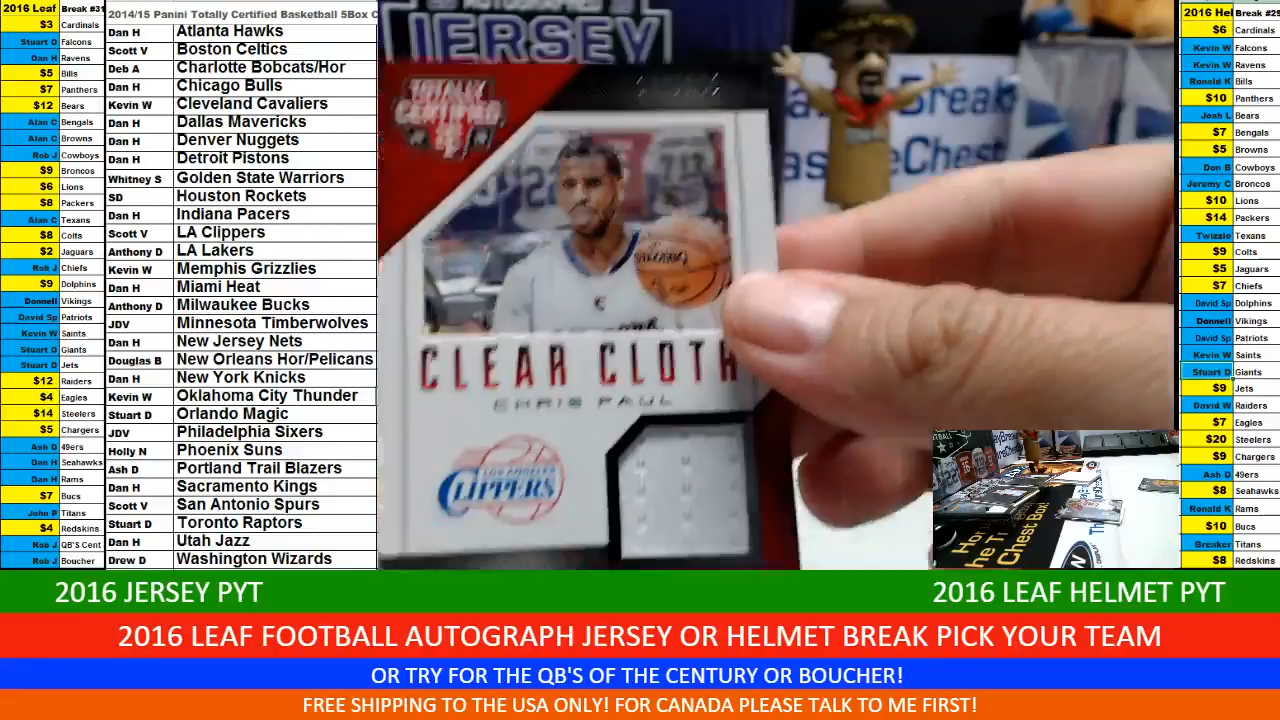 2016 Leaf Break #31
$3 Cardinals
Stuart D Falcons
Dan H Ravens
$5 Bills
$7 Panthers
$12 Bears
Alan C Bengals
Alan C Browns
Rob J Cowboys
$9 Broncos
$6 Lions
$8 Packers
Alan C Texans
$8 Colts
$2 Jaguars
Rob J Chiefs
$9 Dolphins
Donnell Vikings
David Sp Patriots
Kevin W Saints
Stuart D Giants
Stuart D Jets
$12 Raiders
$4 Eagles
$14 Steelers
$5 Chargers
Ash D 49ers
Dan H Seahawks
Dan H Rams
$7 Bucs
John P Titans
$4 Redskins
Rob J QB'S Cent
Rob J Boucher
2014/15 Panini Totally Certified Basketball 5Box C
Dan H Atlanta Hawks
Scott V Boston Celtics
Deb A Charlotte Bobcats/Hor
Dan H Chicago Bulls
Kevin W Cleveland Cavaliers
Dan H Dallas Mavericks
Dan H Denver Nuggets
Dan H Detroit Pistons
Whitney S Golden State Warriors
SD Houston Rockets
Dan H Indiana Pacers
Scott V LA Clippers
Anthony D LA Lakers
Kevin W Memphis Grizzlies
Dan H Miami Heat
Anthony D Milwaukee Bucks
JDV Minnesota Timberwolves
Dan H New Jersey Nets
Douglas B New Orleans Hor/Pelicans
Dan H New York Knicks
Kevin W Oklahoma City Thunder
Stuart D Orlando Magic
JDV Philadelphia Sixers
Holly N Phoenix Suns
Ash D Portland Trail Blazers
Dan H Sacramento Kings
Scott V San Antonio Spurs
Stuart D Toronto Raptors
Dan H Utah Jazz
Drew D Washington Wizards
AUTOGRAPHED
JERSEY
TOTALLY
CERTIFIED
SPALDING
CLEAR CLOTH
CHRIS PAUL
LOS ANGELES
CLIPPERS
Break
eChest
Chest Box!
2016 Hel Break #29
$6 Cardinals
Kevin W Falcons
Kevin W Ravens
Ronald K Bills
$10 Panthers
Josh L Bears
$7 Bengals
$5 Browns
Don B Cowboys
Jeremy C Broncos
$10 Lions
$14 Packers
Twizzle Texans
$9 Colts
$5 Jaguars
$7 Chiefs
David Sp Dolphins
Donnell Vikings
David Sp Patriots
Kevin W Saints
Stuart D Giants
$9 Jets
David W Raiders
$7 Eagles
$20 Steelers
$9 Chargers
Ash D 49ers
$8 Seahawks
Ronald K Rams
$10 Bucs
Breaker Titans
$8 Redskins
2016 JERSEY PYT
2016 LEAF HELMET PYT
2016 LEAF FOOTBALL AUTOGRAPH JERSEY OR HELMET BREAK PICK YOUR TEAM
OR TRY FOR THE QB'S OF THE CENTURY OR BOUCHER!
FREE SHIPPING TO THE USA ONLY! FOR CANADA PLEASE TALK TO ME FIRST!